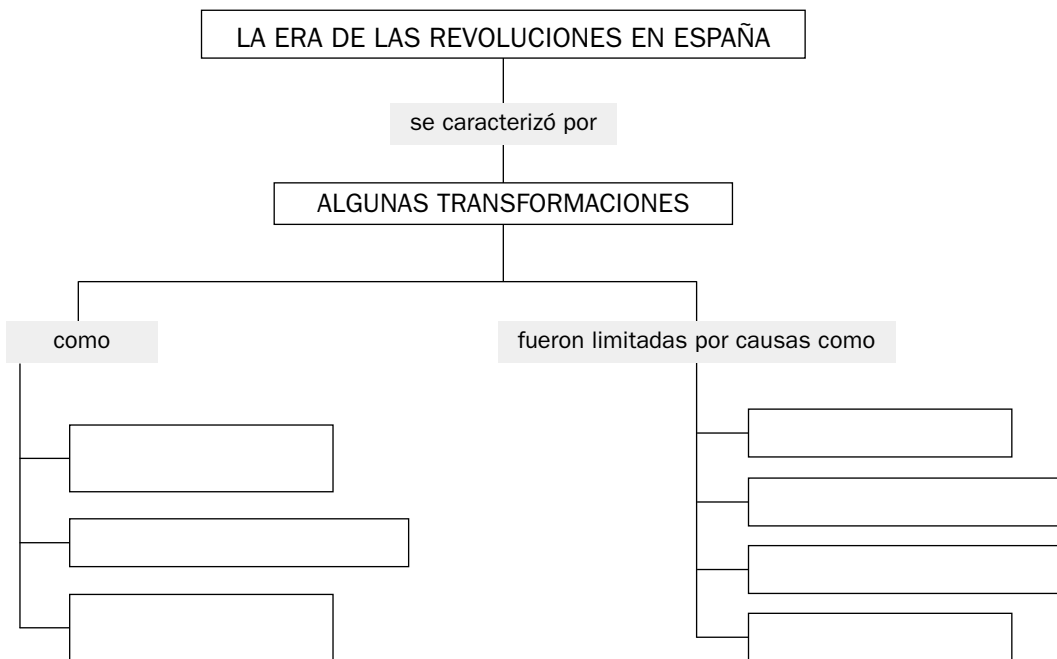 LA ERA DE LAS REVOLUCIONES EN ESPAÑA
se caracterizó por
ALGUNAS TRANSFORMACIONES
como
fueron limitadas por causas como